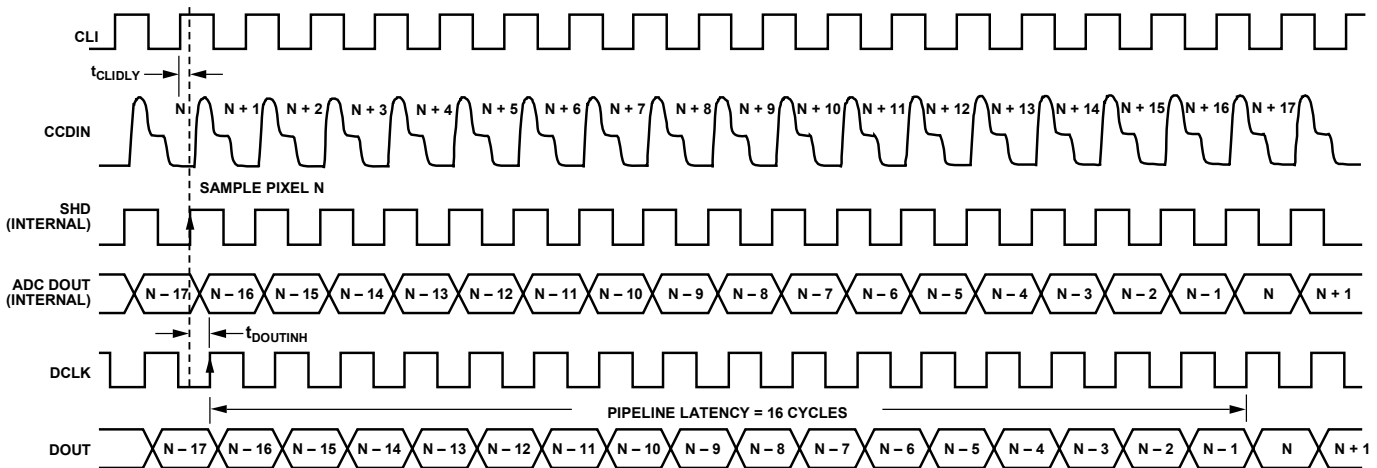 CLI
tCLIDLY
N N + 1 N + 2 N + 3 N + 4 N + 5 N + 6 N + 7 N + 8 N + 9 N + 10 N + 11 N + 12 N + 13 N + 14 N + 15 N + 16 N + 17
CCDIN
SAMPLE PIXEL N
SHD
(INTERNAL)
ADC DOUT
(INTERNAL)
N – 17 N – 16 N – 15 N – 14 N – 13 N – 12 N – 11 N – 10 N – 9 N – 8 N – 7 N – 6 N – 5 N – 4 N – 3 N – 2 N – 1 N N + 1
tDOUTINH
DCLK
PIPELINE LATENCY = 16 CYCLES
DOUT N – 17 N – 16 N – 15 N – 14 N – 13 N – 12 N – 11 N – 10 N – 9 N – 8 N – 7 N – 6 N – 5 N – 4 N – 3 N – 2 N – 1 N N + 1